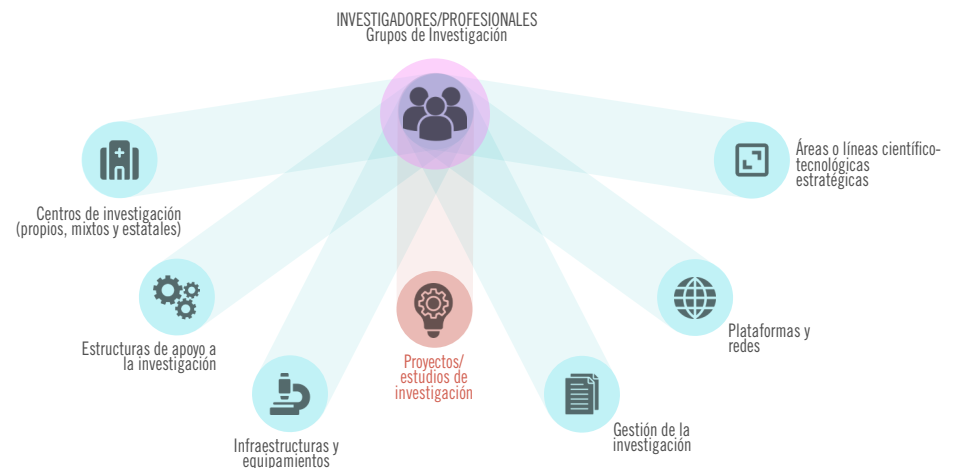 INVESTIGADORES/PROFESIONALES
Grupos de Investigación
Áreas o líneas científico-
tecnológicas
estratégicas
Centros de investigación
(propios, mixtos y estatales)
Plataformas y
redes
Estructuras de apoyo a
la investigación
Proyectos/
estudios de
investigación
Gestión de la
investigación
Infraestructuras y
equipamientos